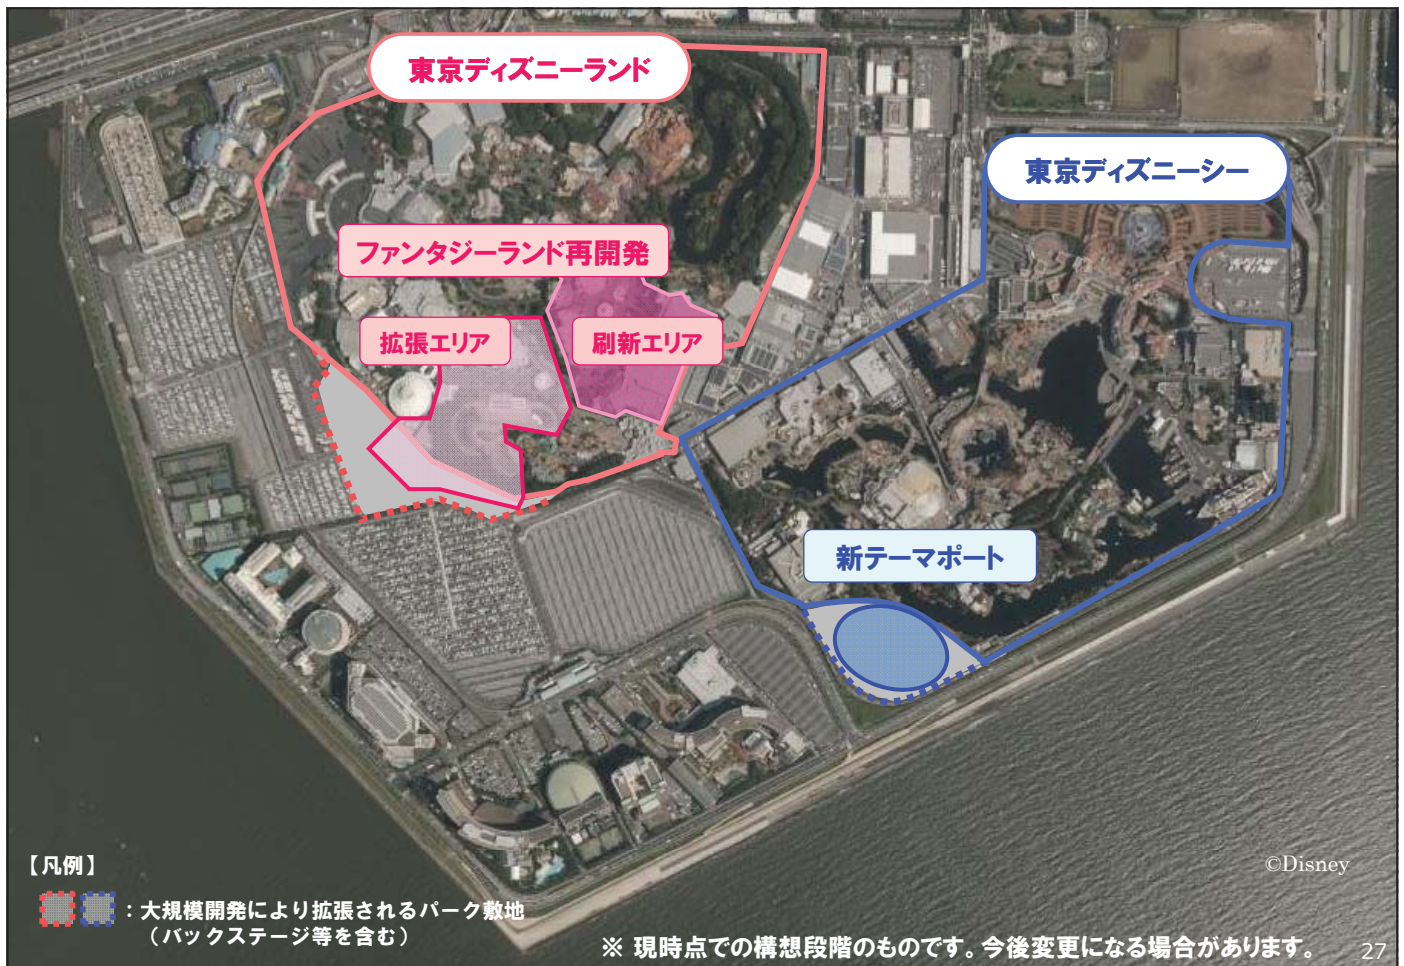 東京ディズニーランド
東京ディズニーシー
ファンタジーランド再開発
拡張エリア
刷新エリア
新テーマポート
【凡例】
：大規模開発により拡張されるパーク敷地
（バックステージ等を含む）
©Disney
※ 現時点での構想段階のものです。今後変更になる場合があります。
27